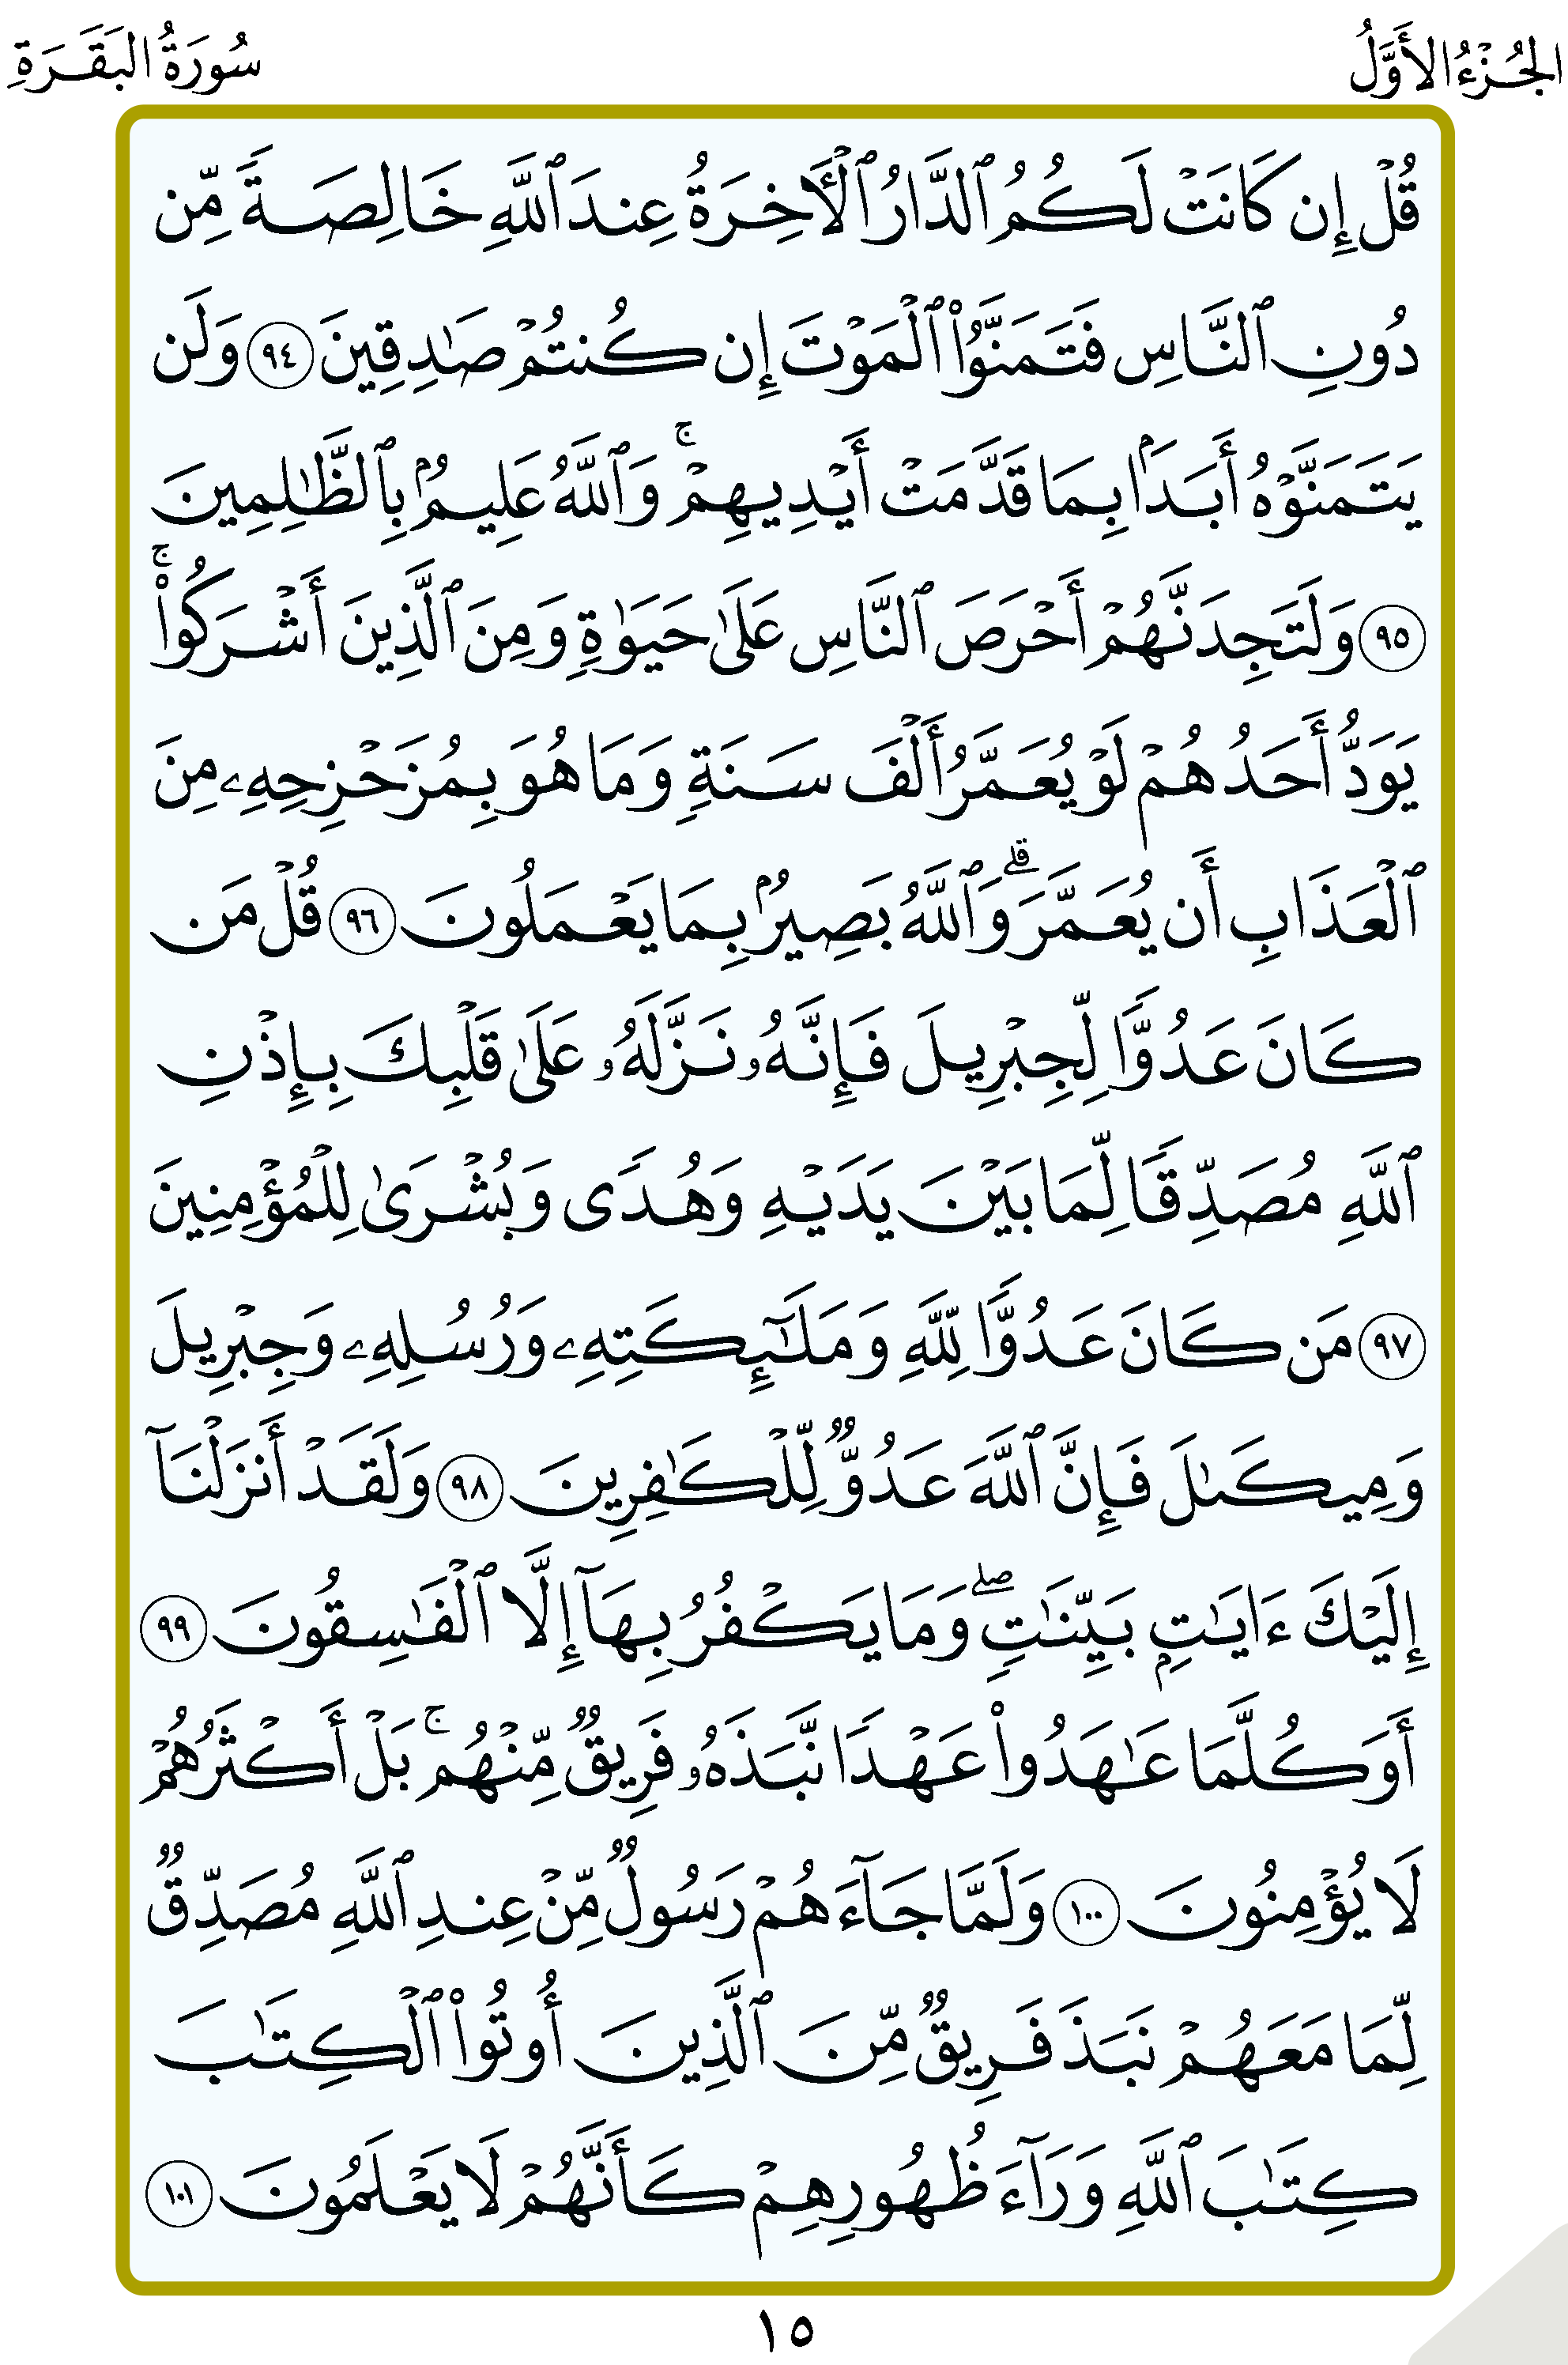 الجُزْءُ الأَوَّلُ
سُورَةُ البَقَرَةِ
قُلۡ إِن كَانَتۡ لَكُمُ ٱلدَّارُ ٱلۡأٓخِرَةُ عِندَ ٱللَّهِ خَالِصَةٗ مِّن
دُونِ ٱلنَّاسِ فَتَمَنَّوُاْ ٱلۡمَوۡتَ إِن كُنتُمۡ صَٰدِقِينَ ٩٤ وَلَن
يَتَمَنَّوۡهُ أَبَدَۢا بِمَا قَدَّمَتۡ أَيۡدِيهِمۡۚ وَٱللَّهُ عَلِيمُۢ بِٱلظَّٰلِمِينَ
٩٥ وَلَتَجِدَنَّهُمۡ أَحۡرَصَ ٱلنَّاسِ عَلَىٰ حَيَوٰةٖ وَمِنَ ٱلَّذِينَ أَشۡرَكُواْۚ
يَوَدُّ أَحَدُهُمۡ لَوۡ يُعَمَّرُ أَلۡفَ سَنَةٖ وَمَا هُوَ بِمُزَحۡزِحِهِۦ مِنَ
ٱلۡعَذَابِ أَن يُعَمَّرَۗ وَٱللَّهُ بَصِيرُۢ بِمَا يَعۡمَلُونَ ٩٦ قُلۡ مَن
كَانَ عَدُوّٗا لِّجِبۡرِيلَ فَإِنَّهُۥ نَزَّلَهُۥ عَلَىٰ قَلۡبِكَ بِإِذۡنِ
ٱللَّهِ مُصَدِّقٗا لِّمَا بَيۡنَ يَدَيۡهِ وَهُدٗى وَبُشۡرَىٰ لِلۡمُؤۡمِنِينَ
٩٧ مَن كَانَ عَدُوّٗا لِّلَّهِ وَمَلَٰٓئِكَتِهِۦ وَرُسُلِهِۦ وَجِبۡرِيلَ
وَمِيكَىٰلَ فَإِنَّ ٱللَّهَ عَدُوّٞ لِّلۡكَٰفِرِينَ ٩٨ وَلَقَدۡ أَنزَلۡنَآ
إِلَيۡكَ ءَايَٰتِۭ بَيِّنَٰتٖۖ وَمَا يَكۡفُرُ بِهَآ إِلَّا ٱلۡفَٰسِقُونَ ٩٩
أَوَكُلَّمَا عَٰهَدُواْ عَهۡدٗا نَّبَذَهُۥ فَرِيقٞ مِّنۡهُمۚ بَلۡ أَكۡثَرُهُمۡ
لَا يُؤۡمِنُونَ ١٠٠ وَلَمَّا جَآءَهُمۡ رَسُولٞ مِّنۡ عِندِ ٱللَّهِ مُصَدِّقٞ
لِّمَا مَعَهُمۡ نَبَذَ فَرِيقٞ مِّنَ ٱلَّذِينَ أُوتُواْ ٱلۡكِتَٰبَ
كِتَٰبَ ٱللَّهِ وَرَآءَ ظُهُورِهِمۡ كَأَنَّهُمۡ لَا يَعۡلَمُونَ ١٠١
١٥